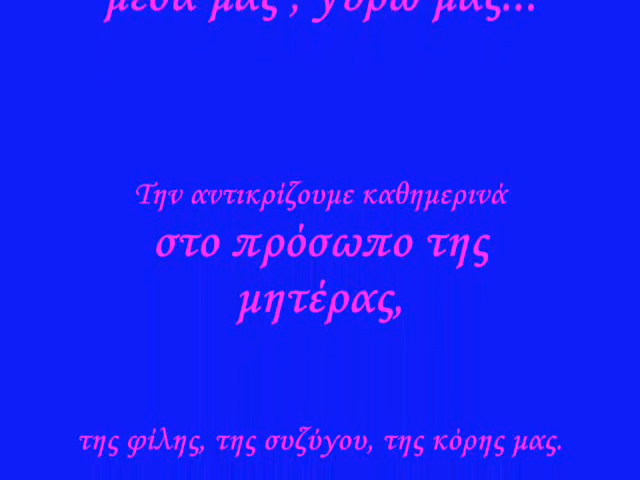 μέσα μας , γύρω μας...
Την αντικρίζουμε καθημερινά
στο πρόσωπο της
μητέρας,
της φίλης, της συζύγου, της κόρης μας.